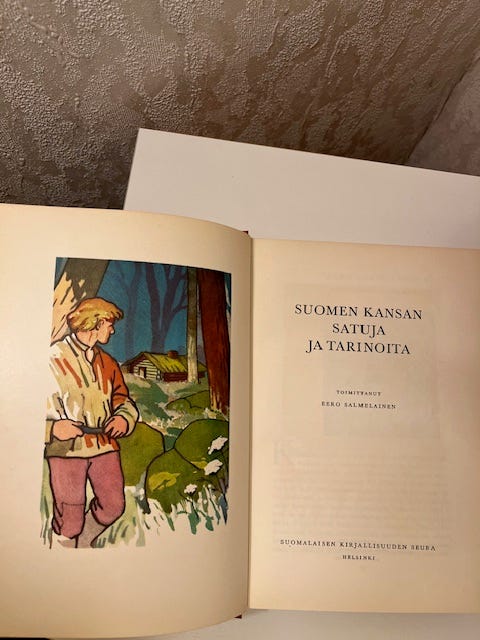 SUOMEN KANSAN
SATUJA
JA TARINOITA
TOIMITTANUT
EERO SALMELAINEN
SUOMALAISEN KIRJALLISUUDEN SEURA
HELSINKI